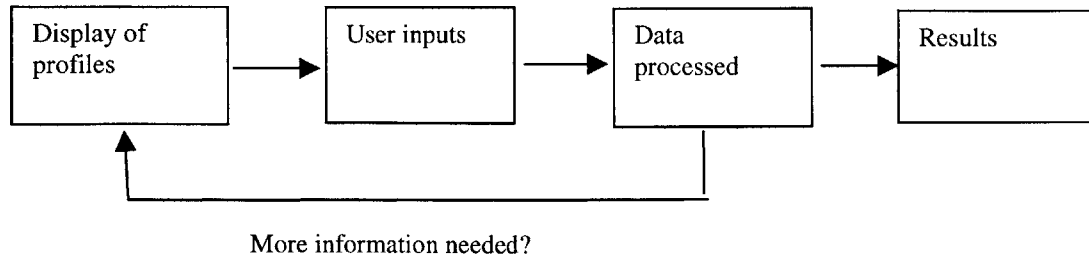 Display of
profiles
User inputs
Data
processed
Results
More information needed?